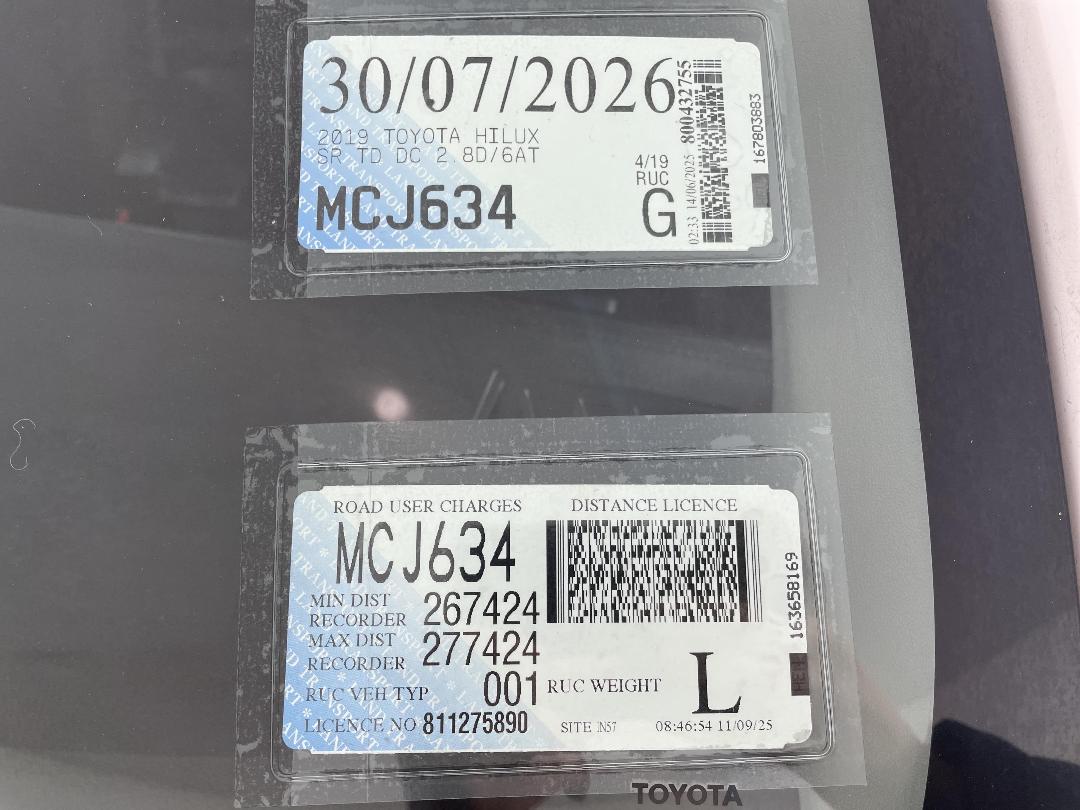 30/07/2026
2019 TOYOTA HILUX
SR TD DC 2.8D/6AT
MCJ634
4/19
RUC
G
02:33 14/06/2025 800432755
167803883
ROAD USER CHARGES
DISTANCE LICENCE
MCJ634
MIN DIST
RECORDER 267424
MAX DIST
RECORDER 277424
RUC VEH TYP 001
RUC WEIGHT L
LICENCE NO 811275890
SITE N57 08:46:54 11/09/25
163658169
TOYOTA